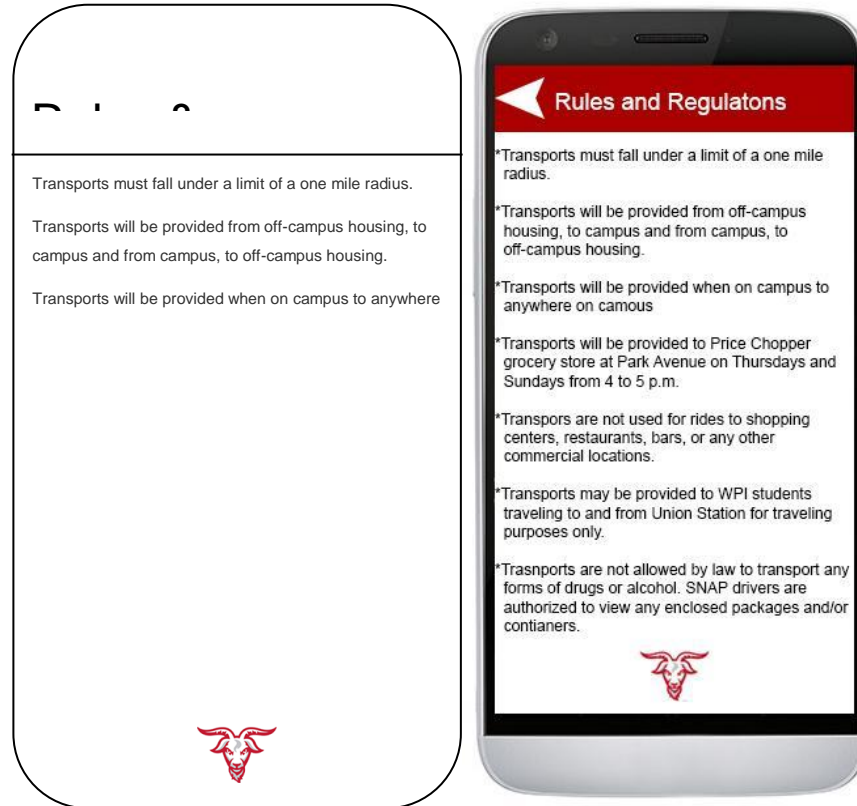 Transports must fall under a limit of a one mile radius.
Transports will be provided from off-campus housing, to
campus and from campus, to off-campus housing.
Transports will be provided when on campus to anywhere
Rules and Regulatons
*Transports must fall under a limit of a one mile
radius.
*Transports will be provided from off-campus
housing, to campus and from campus, to
off-campus housing.
*Transports will be provided when on campus to
anywhere on camous
*Transports will be provided to Price Chopper
grocery store at Park Avenue on Thursdays and
Sundays from 4 to 5 p.m.
*Transpors are not used for rides to shopping
centers, restaurants, bars, or any other
commercial locations.
*Transports may be provided to WPI students
traveling to and from Union Station for traveling
purposes only.
*Trasnports are not allowed by law to transport any
forms of drugs or alcohol. SNAP drivers are
authorized to view any enclosed packages and/or
contianers.